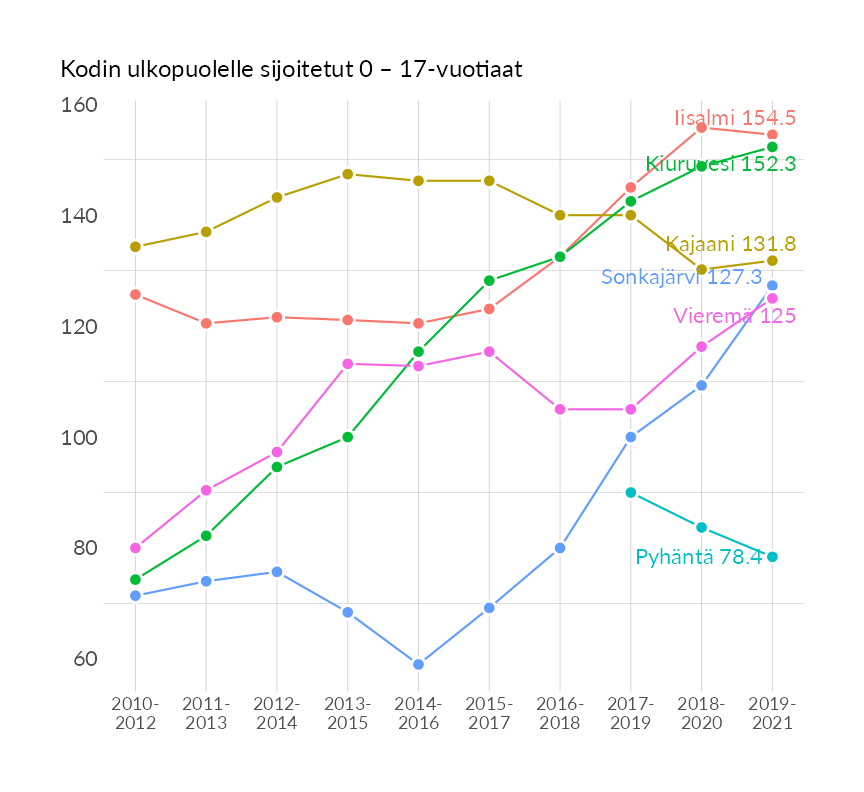 Kodin ulkopuolelle sijoitetut 0 – 17-vuotiaat
160
Iisalmi 154.5
Kiuruvesi 152.3
140
Kajaani 131.8
Sonkajärvi 127.3
120
Vieremä 125
100
80
Pyhäntä 78.4
60
2010- 2011- 2012- 2013- 2014- 2015- 2016- 2017- 2018- 2019-
2012 2013 2014 2015 2016 2017 2018 2019 2020 2021